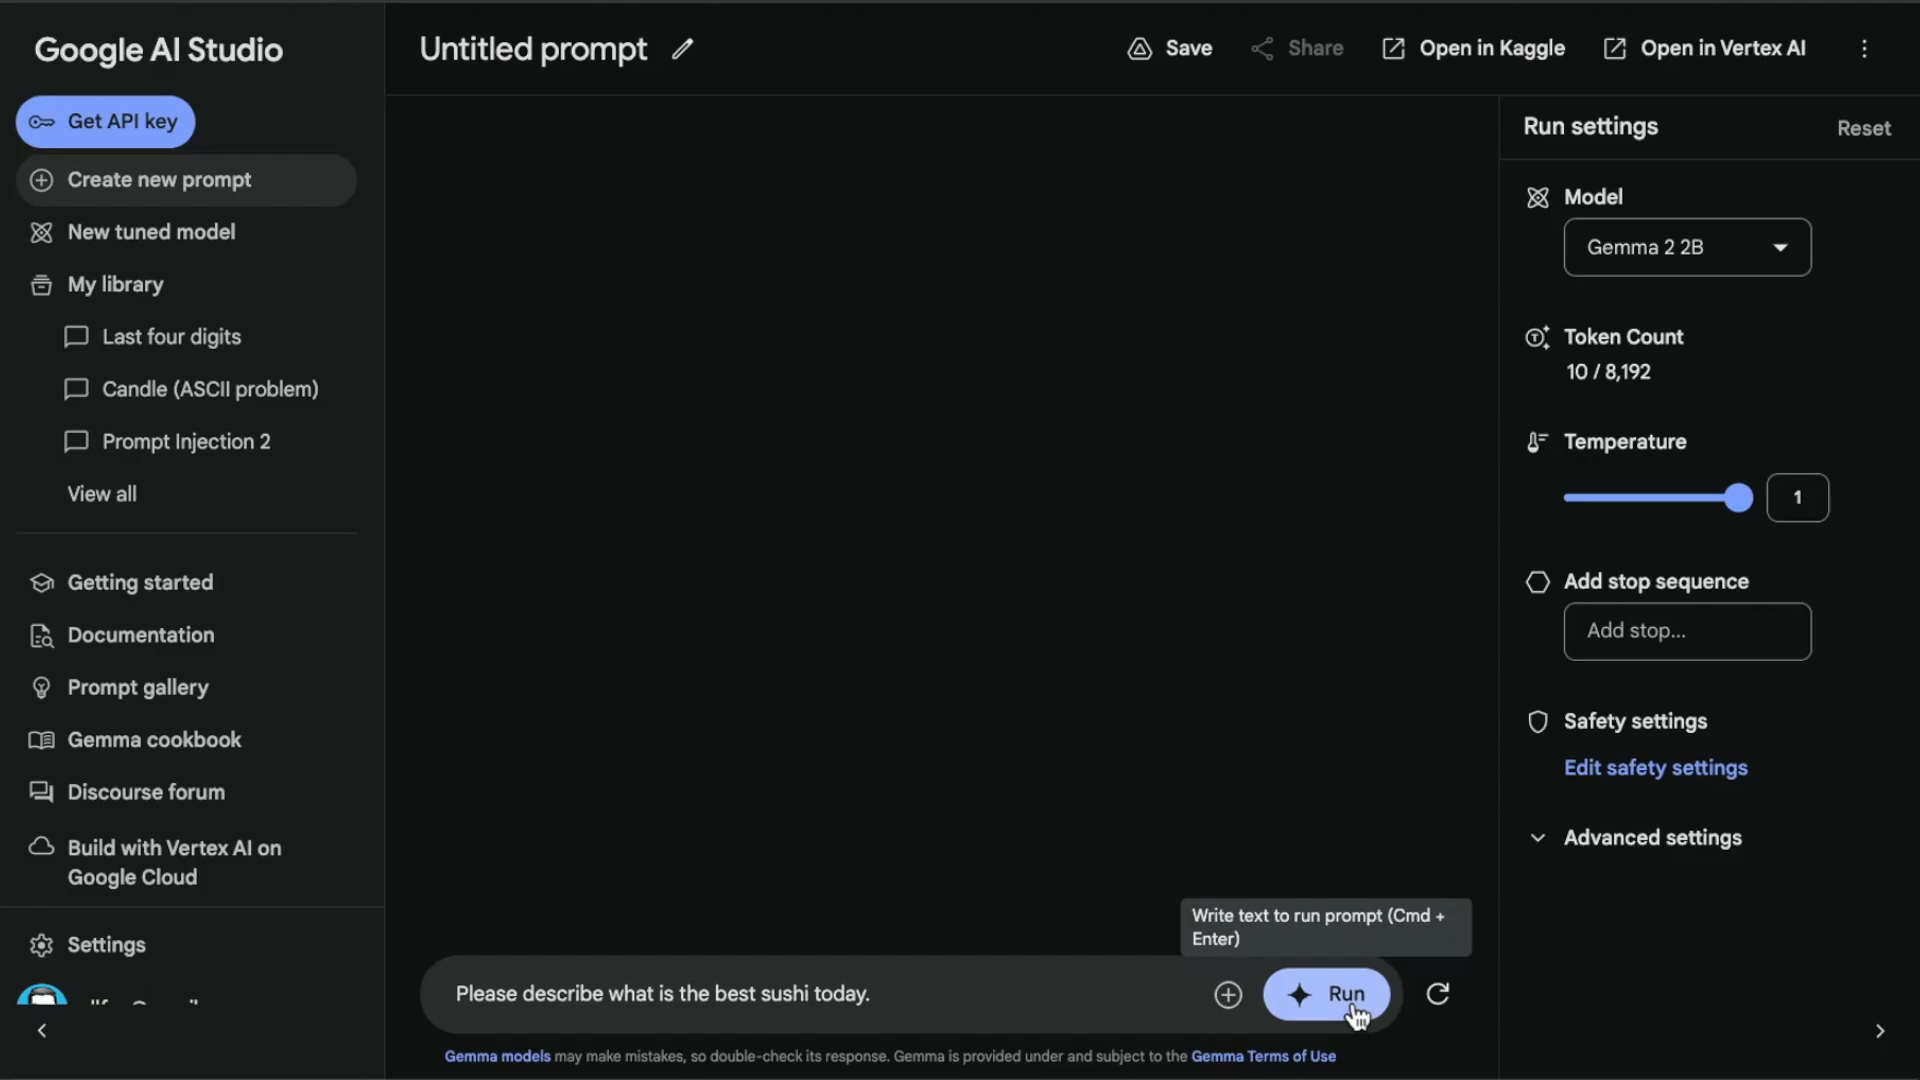 Google AI Studio
Get API key
Create new prompt
New tuned model
My library
Last four digits
Candle (ASCII problem)
Prompt Injection 2
View all
Getting started
Documentation
Prompt gallery
Gemma cookbook
Discourse forum
Build with Vertex AI on
Google Cloud
Settings
Untitled prompt
Save
Share
Open in Kaggle
Open in Vertex AI
Write text to run prompt (Cmd +
Enter)
Please describe what is the best sushi today.
Run
Gemma models may make mistakes, so double-check its response. Gemma is provided under and subject to the Gemma Terms of Use
Run settings
Reset
Model
Gemma 2 2B
Token Count
10 / 8,192
Temperature
1
Add stop sequence
Add stop...
Safety settings
Edit safety settings
Advanced settings